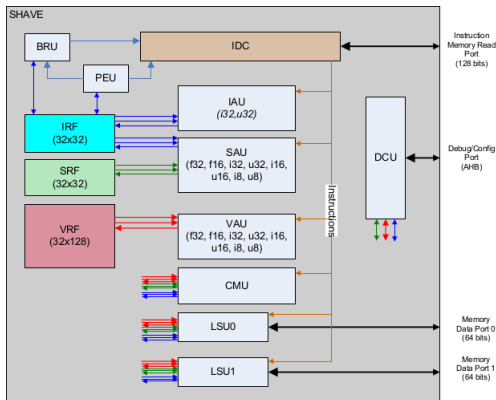 SHAVE
BRU
IDC
PEU
Instruction
Memory Read
Port
(128 bits)
IRF
(32x32)
IAU
(i32,u32)
SRF
(32x32)
SAU
(f32, f16, i32, u32, i16,
u16, i8, u8)
DCU
Debug/Config
Port
(AHB)
Instructions
VRF
(32x128)
VAU
(f32, f16, i32, u32, i16,
u16, i8, u8)
CMU
LSU0
Memory
Data Port 0
(64 bits)
LSU1
Memory
Data Port 1
(64 bits)